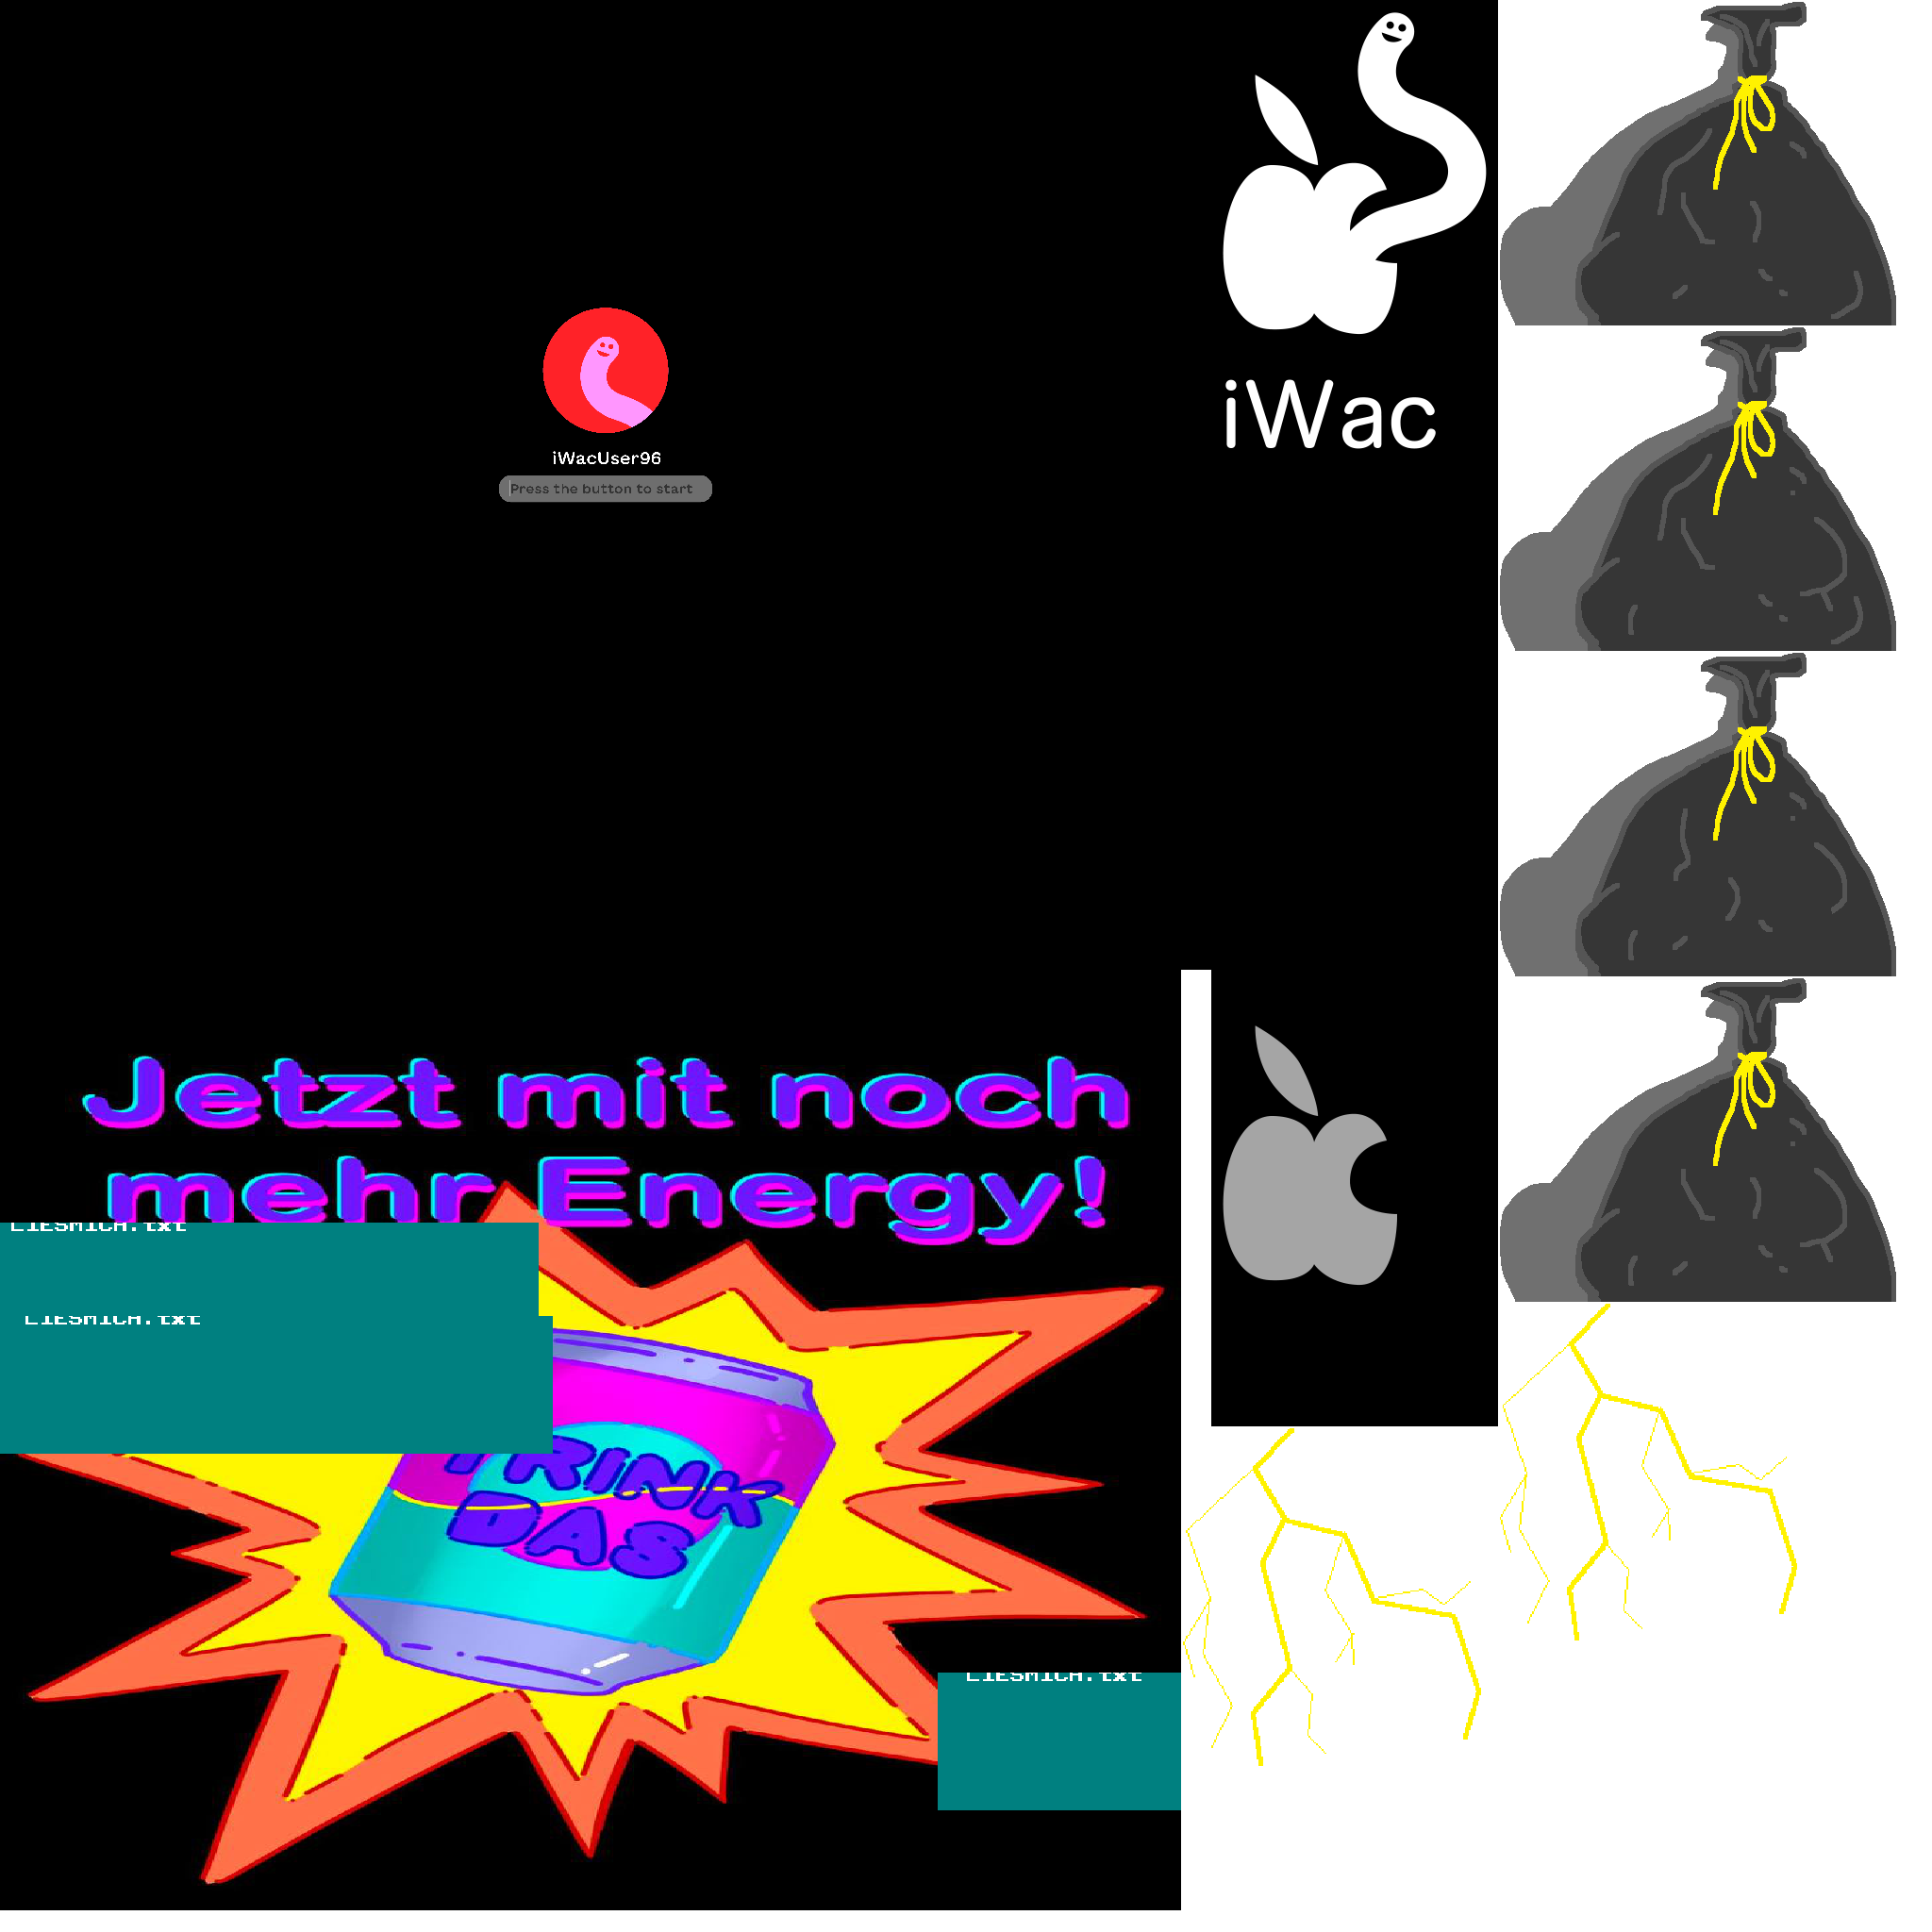 iWac
iWacUser96
Press the button to start
Jetzt mit noch
mehr Energy!
LIESMICH.txt
LIESMICH.txt
TRINK
DAS
LIESMICH.txt